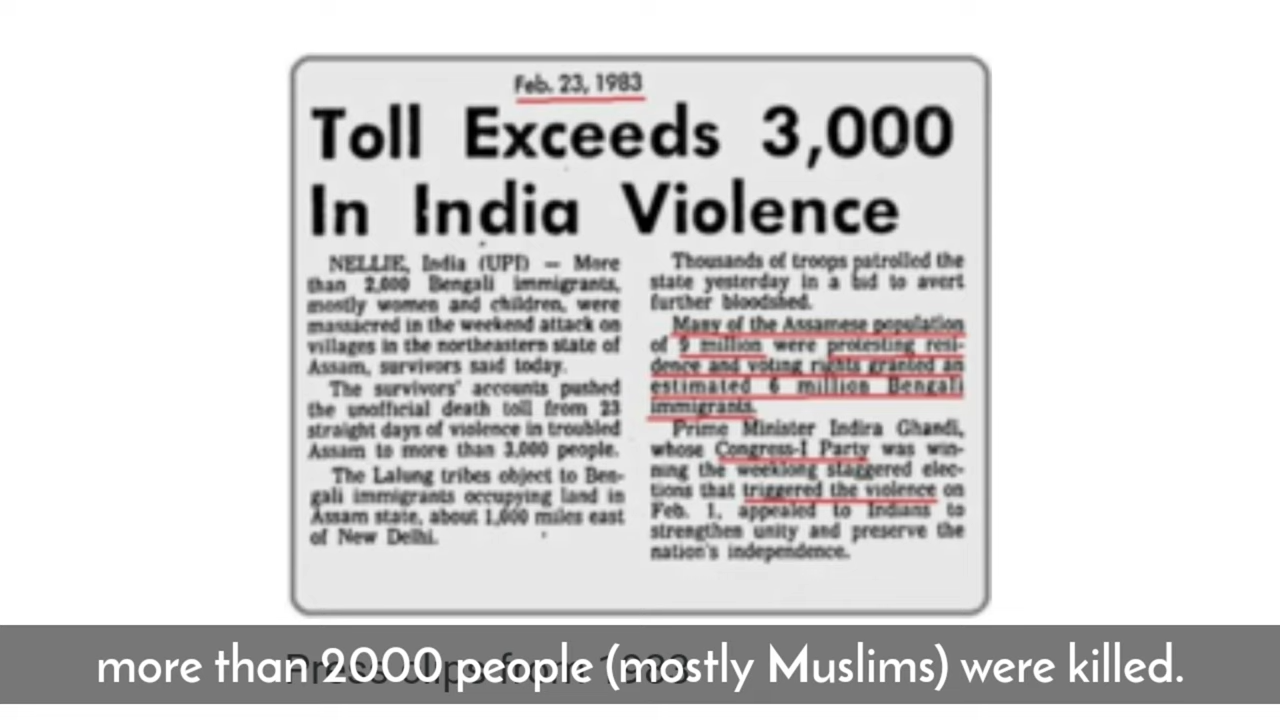 Feb. 23, 1983
Toll Exceeds 3,000
In India Violence
NELLIE, India (UPI) — More
than 2,000 Bengali immigrants,
mostly women and children, were
massacred in the weekend attack on
villages in the northeastern state of
Assam, survivors said today.
The survivors' accounts pushed
the unofficial death toll from 23
straight days of violence in troubled
Assam to more than 3,000 people.
The Lalung tribes object to Ben-
gali immigrants occupying land in
Assam state, about 1,000 miles east
of New Delhi.
Thousands of troops patrolled the
state yesterday in a bid to avert
further bloodshed.
Many of the Assamese population
of 9 million were protesting resi-
dence and voting rights granted an
estimated 6 million Bengali
immigrants.
Prime Minister Indira Ghandi,
whose Congress-I Party was win-
ning the weeklong staggered elec-
tions that triggered the violence on
Feb. 1, appealed to Indians to
strengthen unity and preserve the
nation's independence.
Press clips from 1983
more than 2000 people (mostly Muslims) were killed.